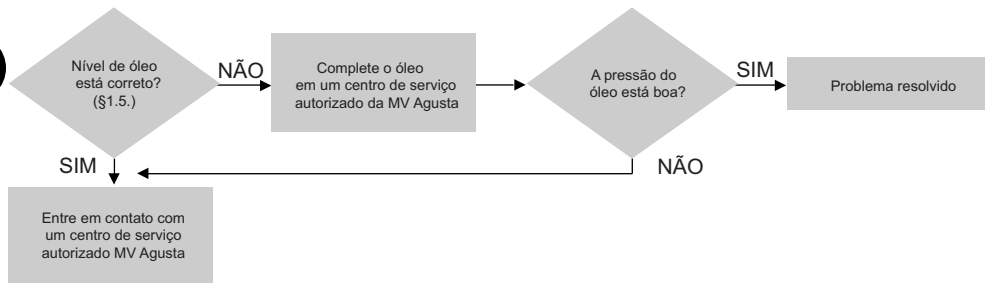 Nível de óleo
está correto?
(§1.5.)
NÃO
Complete o óleo
em um centro de serviço
autorizado da MV Agusta
A pressão do
óleo está boa?
SIM
Problema resolvido
SIM
NÃO
Entre em contato com
um centro de serviço
autorizado MV Agusta